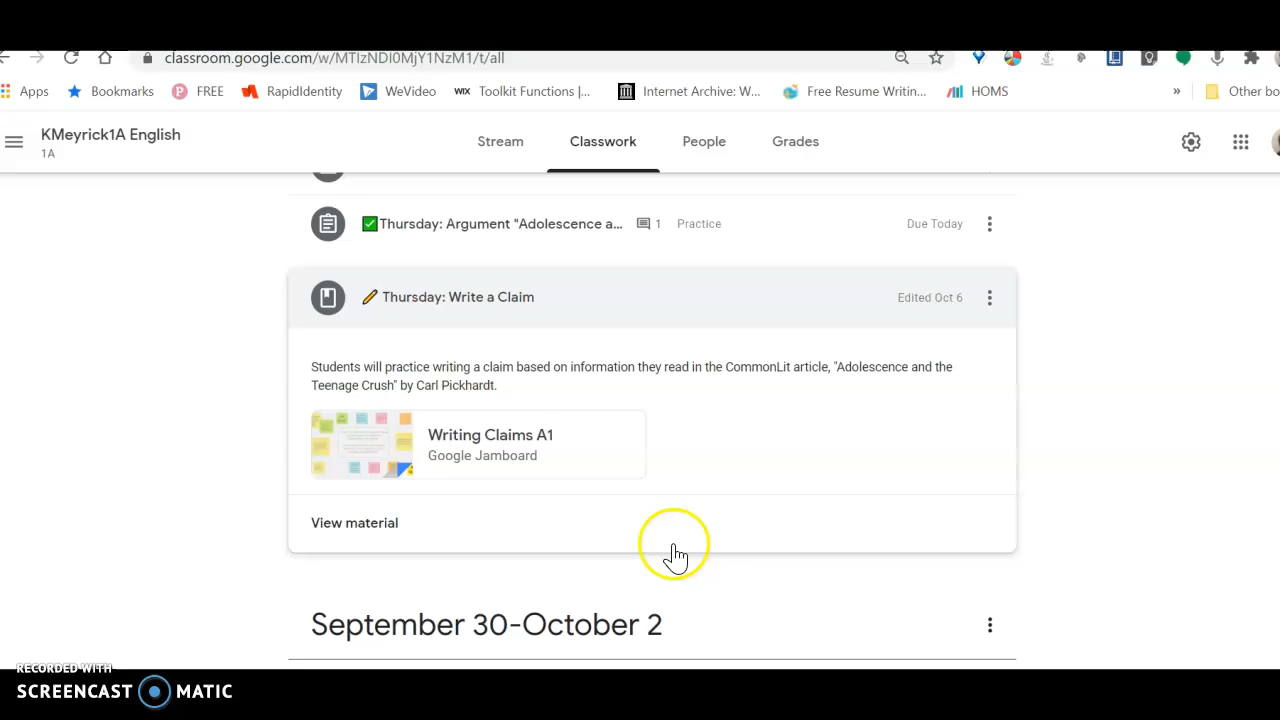 classroom.google.com/w/MTIzNDI0MjY1NzM1/t/all
Apps Bookmarks FREE RapidIdentity WeVideo WIX Toolkit Functions |... Internet Archive: W... Free Resume Writin... HOMS » Other bo
KMeyrick1A English
1A
Stream Classwork People Grades
Thursday: Argument "Adolescence a... 1 Practice Due Today
Thursday: Write a Claim Edited Oct 6
Students will practice writing a claim based on information they read in the CommonLit article, "Adolescence and the
Teenage Crush" by Carl Pickhardt.
Writing Claims A1
Google Jamboard
View material
September 30-October 2
RECORDED WITH
SCREENCAST MATIC